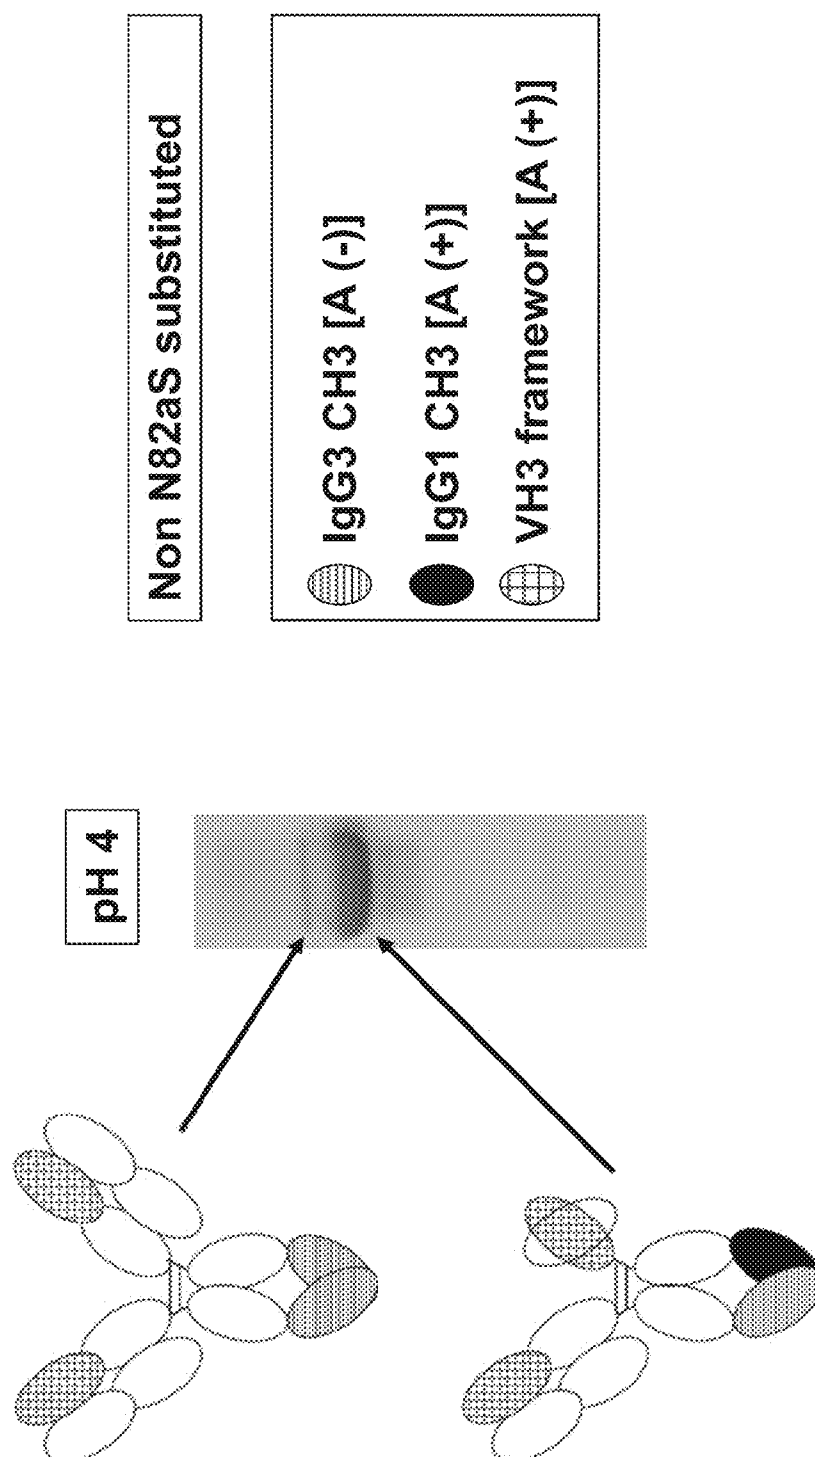 Non N82aS substituted
IgG3 CH3 [A (-)]
IgG1 CH3 [A (+)]
VH3 framework [A (+)]
pH 4